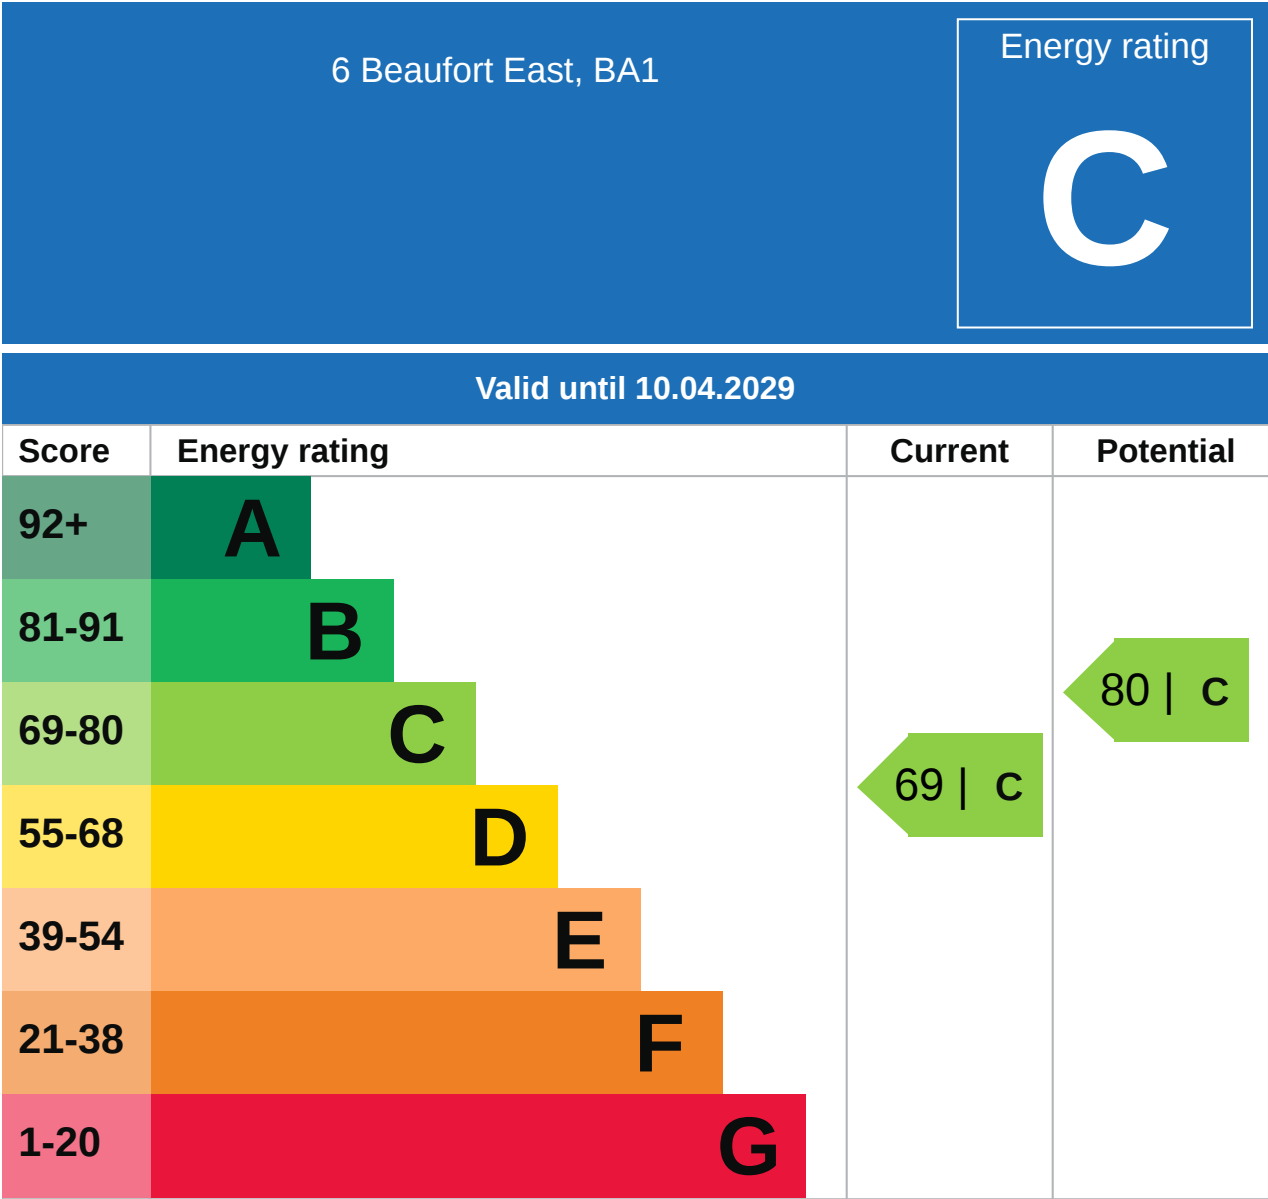 6 Beaufort East, BA1
Energy rating
C
Valid until 10.04.2029
Score Energy rating Current Potential
92+ A
81-91 B
80 | C
69-80 C
69 | C
55-68 D
39-54 E
21-38 F
1-20 G